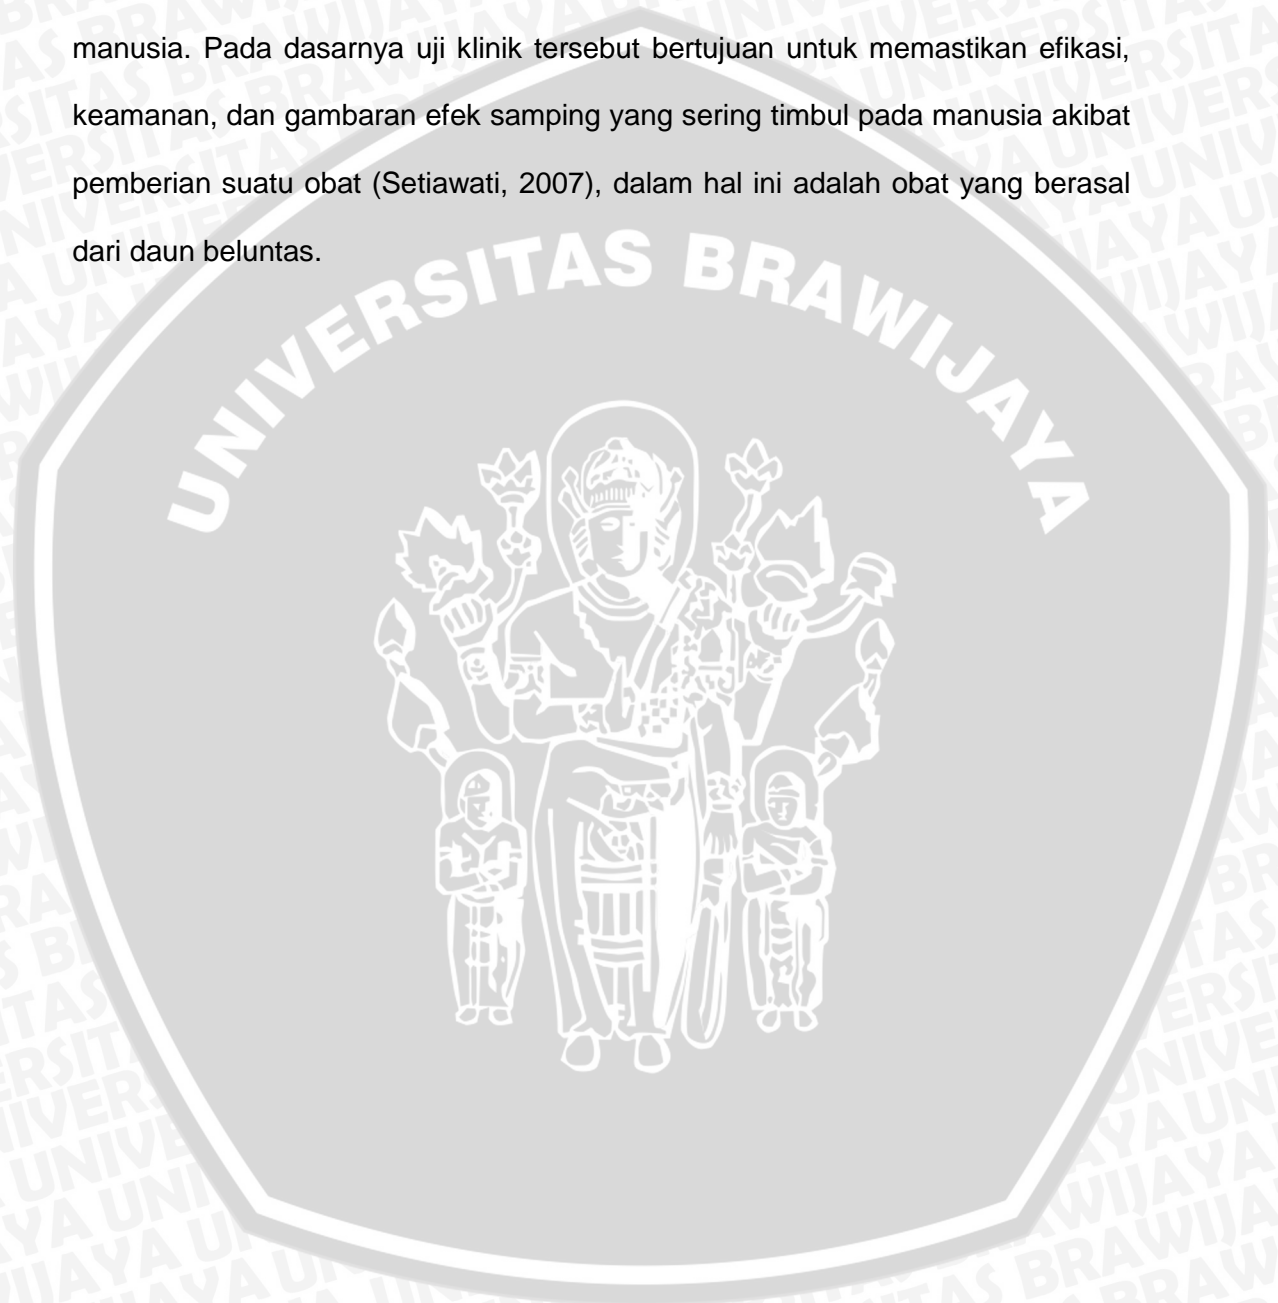 manusia. Pada dasarnya uji klinik tersebut bertujuan untuk memastikan efikasi,
keamanan, dan gambaran efek samping yang sering timbul pada manusia akibat
pemberian suatu obat (Setiawati, 2007), dalam hal ini adalah obat yang berasal
dari daun beluntas.
UNIVERSITAS BRAWIJAYA